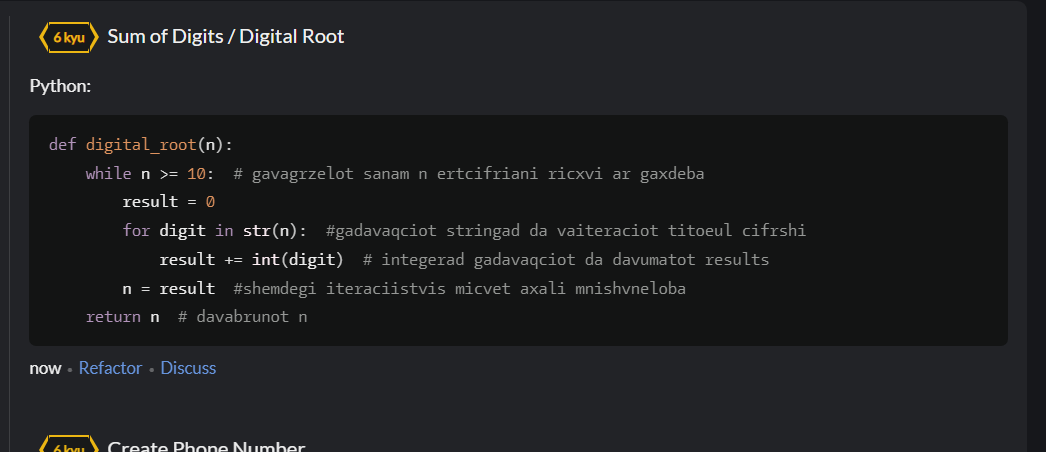 6 kyu Sum of Digits / Digital Root
Python:
def digital_root(n):
    while n >= 10:  # gavagrzelot sanam n ertcifriani ricxvi ar gaxdeba
        result = 0
        for digit in str(n):  #gadavaqciot stringad da vaiteraciot titoeul cifrshi
            result += int(digit)  # integerad gadavaqciot da davumatot results
        n = result  #shemdegi iteraciistvis micvet axali mnishvneloba
    return n  # davabrunot n
now • Refactor • Discuss
6 kyu Create Phone Number